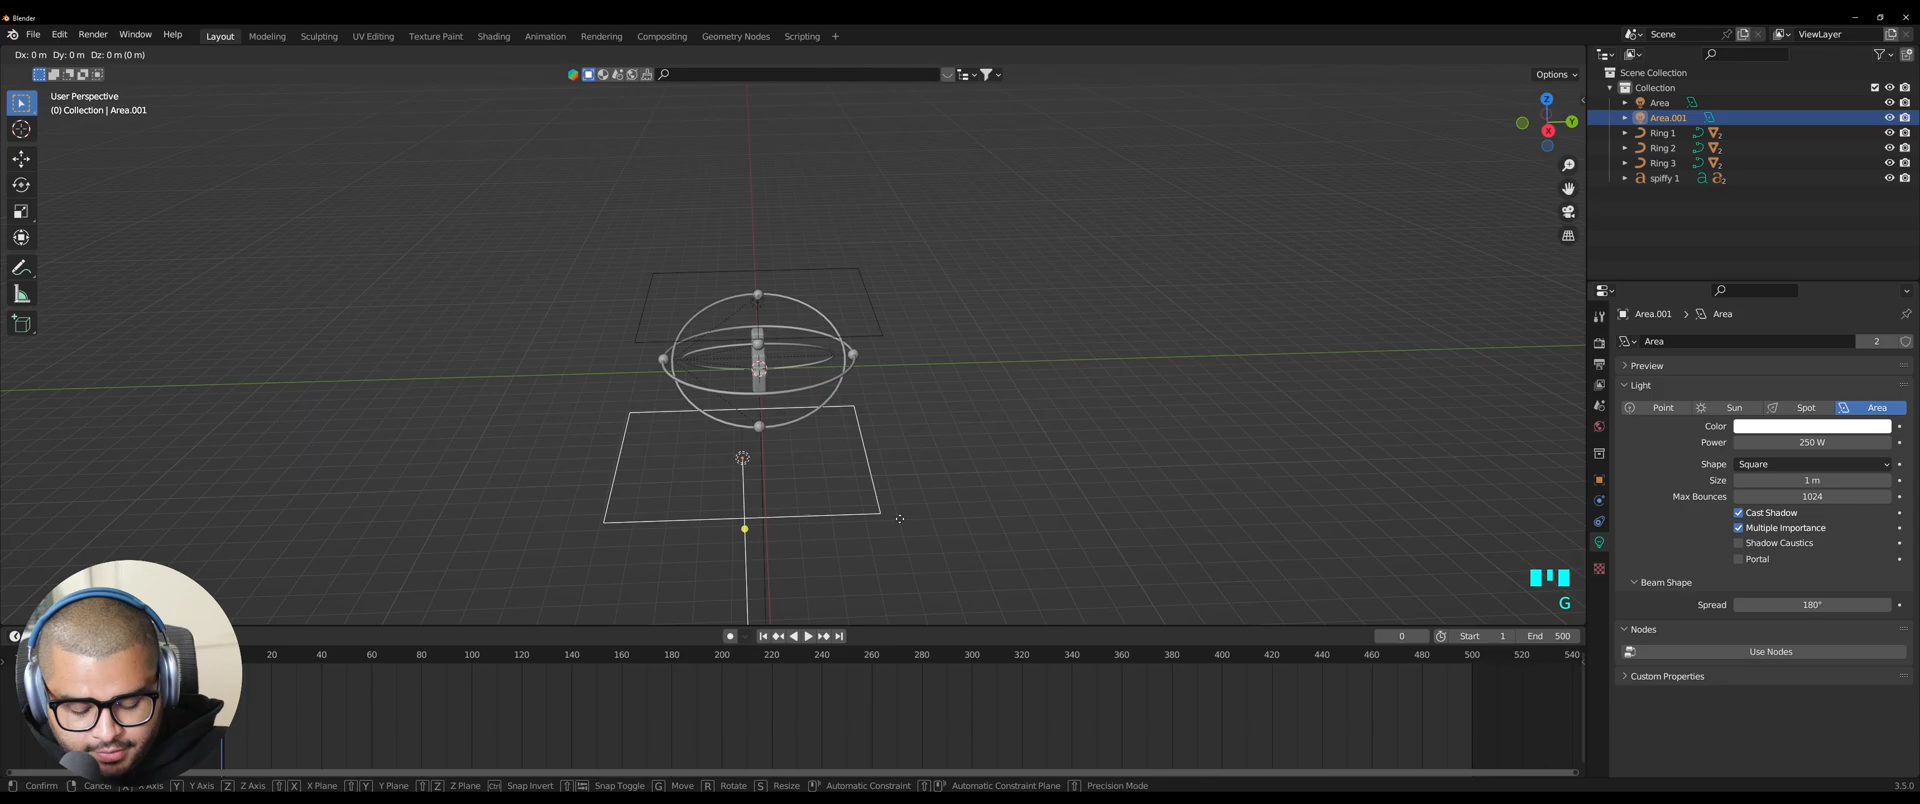 Blender
File Edit Render Window Help
Layout Modeling Sculpting UV Editing Texture Paint Shading Animation Rendering Compositing Geometry Nodes Scripting +
Scene ViewLayer
Dx: 0 m Dy: 0 m Dz: 0 m (0 m)
Options
User Perspective
(0) Collection | Area.001
Z
Y
X
Scene Collection
Collection
Area
Area.001
Ring 1 2
Ring 2 2
Ring 3 2
spiffy 1 2
Area.001 > Area
Area 2
Preview
Light
Point Sun Spot Area
Color
Power 250 W
Shape Square
Size 1 m
Max Bounces 1024
Cast Shadow
Multiple Importance
Shadow Caustics
Portal
Beam Shape
Spread 180°
Nodes
Use Nodes
Custom Properties
G
0 Start 1 End 500
20 40 60 80 100 120 140 160 180 200 220 240 260 280 300 320 340 360 380 400 420 440 460 480 500 520 540
Confirm Cancel X X Axis Y Y Axis Z Z Axis X X Plane Y Y Plane Z Z Plane Ctrl Snap Invert Snap Toggle G Move R Rotate S Resize Automatic Constraint Automatic Constraint Plane Precision Mode 3.5.0